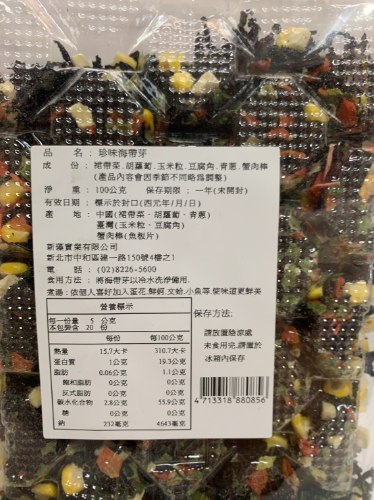 品　　名：珍味海帶芽
成　　份：裙帶菜．胡蘿蔔．玉米粒．豆腐角．青蔥．蟹肉棒
(產品內容會因季節不同略為調整)
淨　　重：100公克　保存期限：一年(未開封)
有效日期：標示於封口(西元年/月/日)
產　　地：中國(裙帶菜．胡蘿蔔．青蔥)
臺灣(玉米粒．豆腐角)
蟹肉棒(魚板片)
新蓬實業有限公司
新北市中和區建一路150號4樓之1
電　　話：(02)8226-5600
食用方法：將海帶芽以冷水洗淨備用.
煮湯：依個人喜好加入蛋花.鮮蚵.文蛤.小魚等.使味道更鮮美
營養標示
每一份量 5 公克
本包裝含 20 份
每份　每100公克
熱量　15.7大卡　310.7大卡
蛋白質　1公克　19.3公克
脂肪　0.06公克　1.1公克
飽和脂肪　0公克　0公克
反式脂肪　0公克　0公克
碳水化合物　2.8公克　55.9公克
糖　0公克　0公克
鈉　232毫克　4643毫克
保存方法：
請放置陰涼處
未食用完,請置於
冰箱內保存
4713318880856